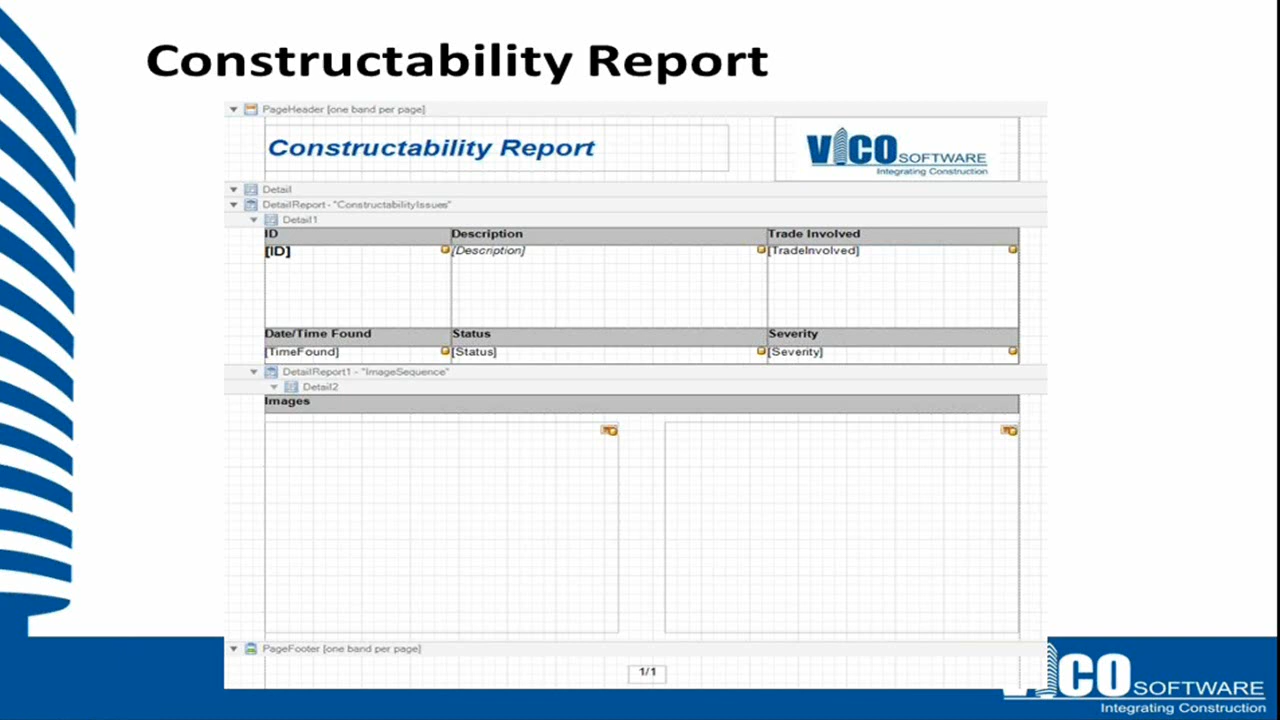 Constructability Report
PageHeader [one band per page]
Constructability Report
VICO SOFTWARE
Integrating Construction
Detail
DetailReport - "ConstructabilityIssues"
Detail1
ID Description Trade Involved
[ID] [Description] [TradeInvolved]
Date/Time Found Status Severity
[TimeFound] [Status] [Severity]
DetailReport1 - "ImageSequence"
Detail2
Images
PageFooter [one band per page]
1/1
VICO SOFTWARE
Integrating Construction